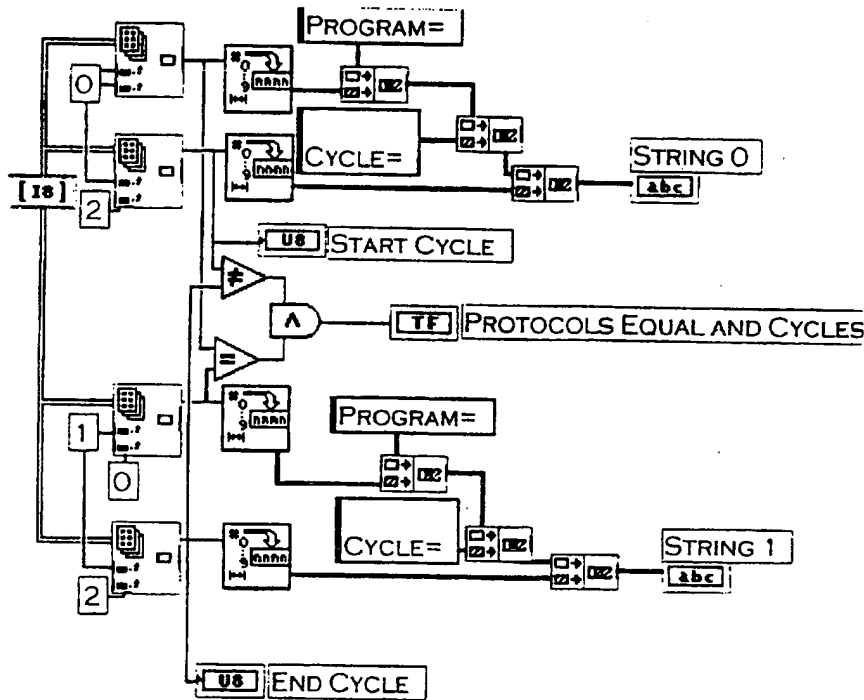 PROGRAM=
0
CYCLE=
STRING 0
abc
[I8]
2
U8 START CYCLE
≠
∧
TF PROTOCOLS EQUAL AND CYCLES
=
PROGRAM=
1
0
CYCLE=
STRING 1
abc
2
U8 END CYCLE